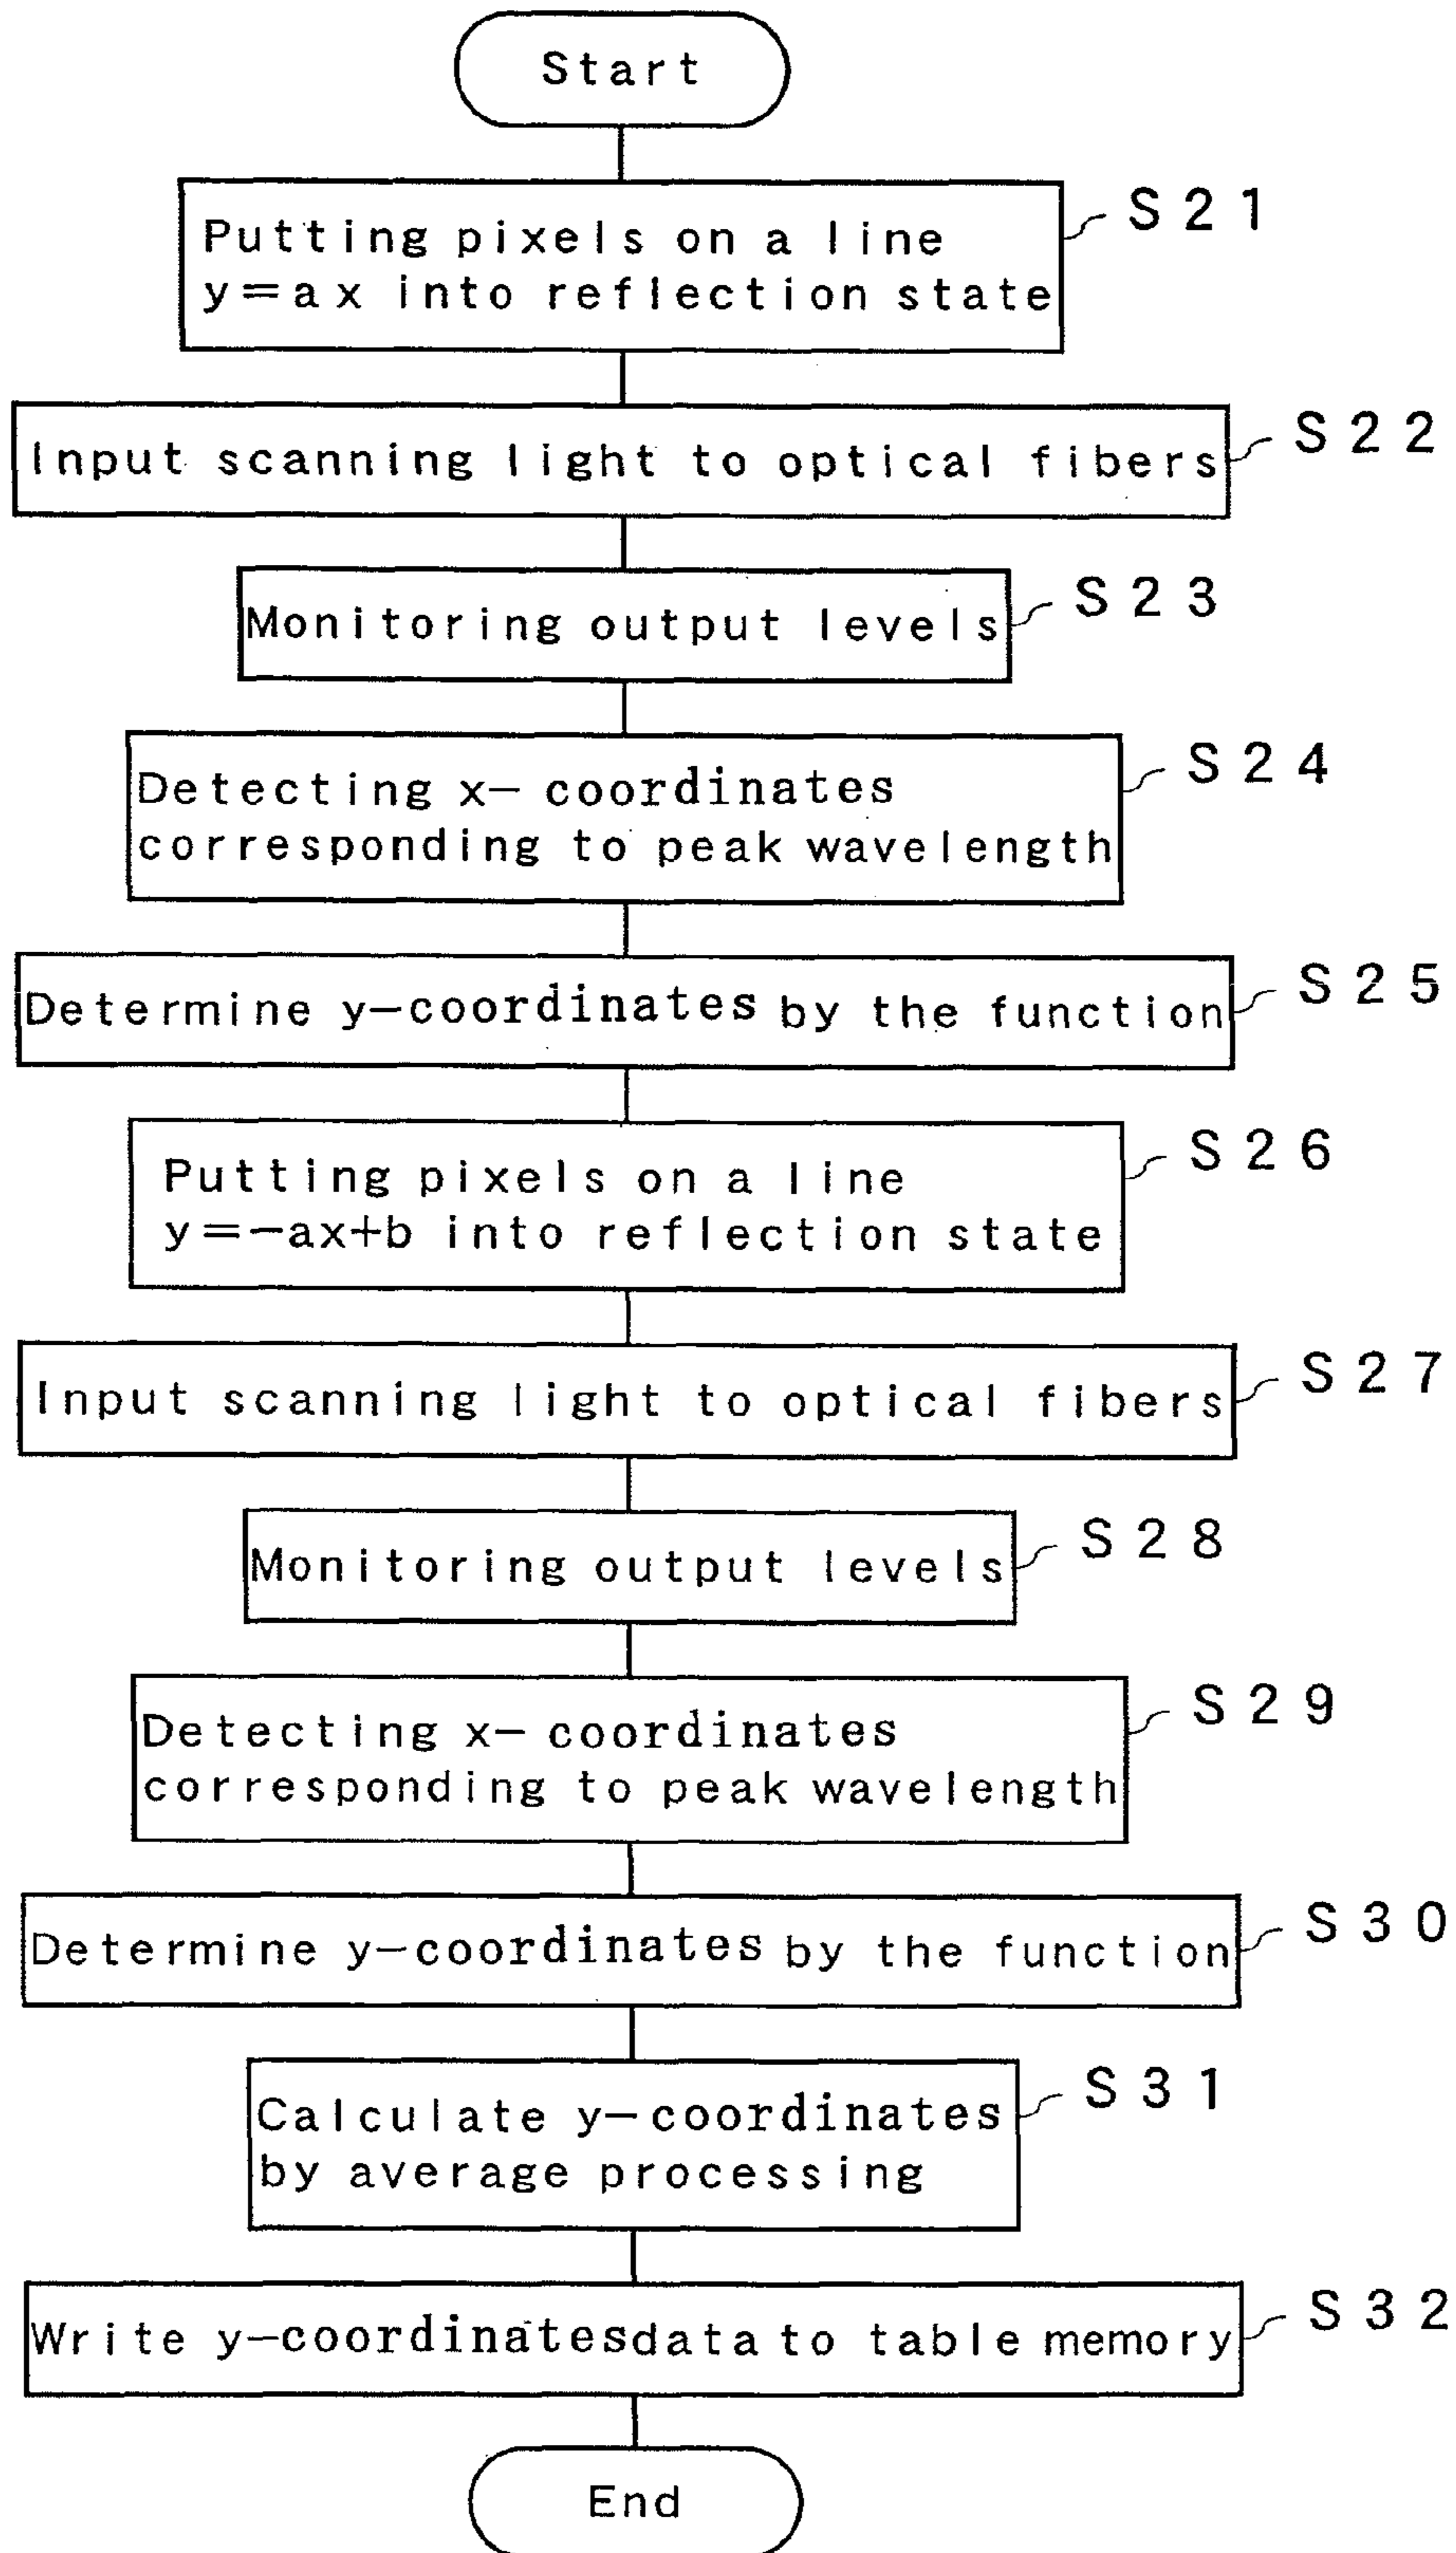 Start
S21
Putting pixels on a line
y=ax into reflection state
S22
Input scanning light to optical fibers
S23
Monitoring output levels
S24
Detecting x-coordinates
corresponding to peak wavelength
S25
Determine y-coordinates by the function
S26
Putting pixels on a line
y=-ax+b into reflection state
S27
Input scanning light to optical fibers
S28
Monitoring output levels
S29
Detecting x-coordinates
corresponding to peak wavelength
S30
Determine y-coordinates by the function
S31
Calculate y-coordinates
by average processing
S32
Write y-coordinatesdata to table memory
End